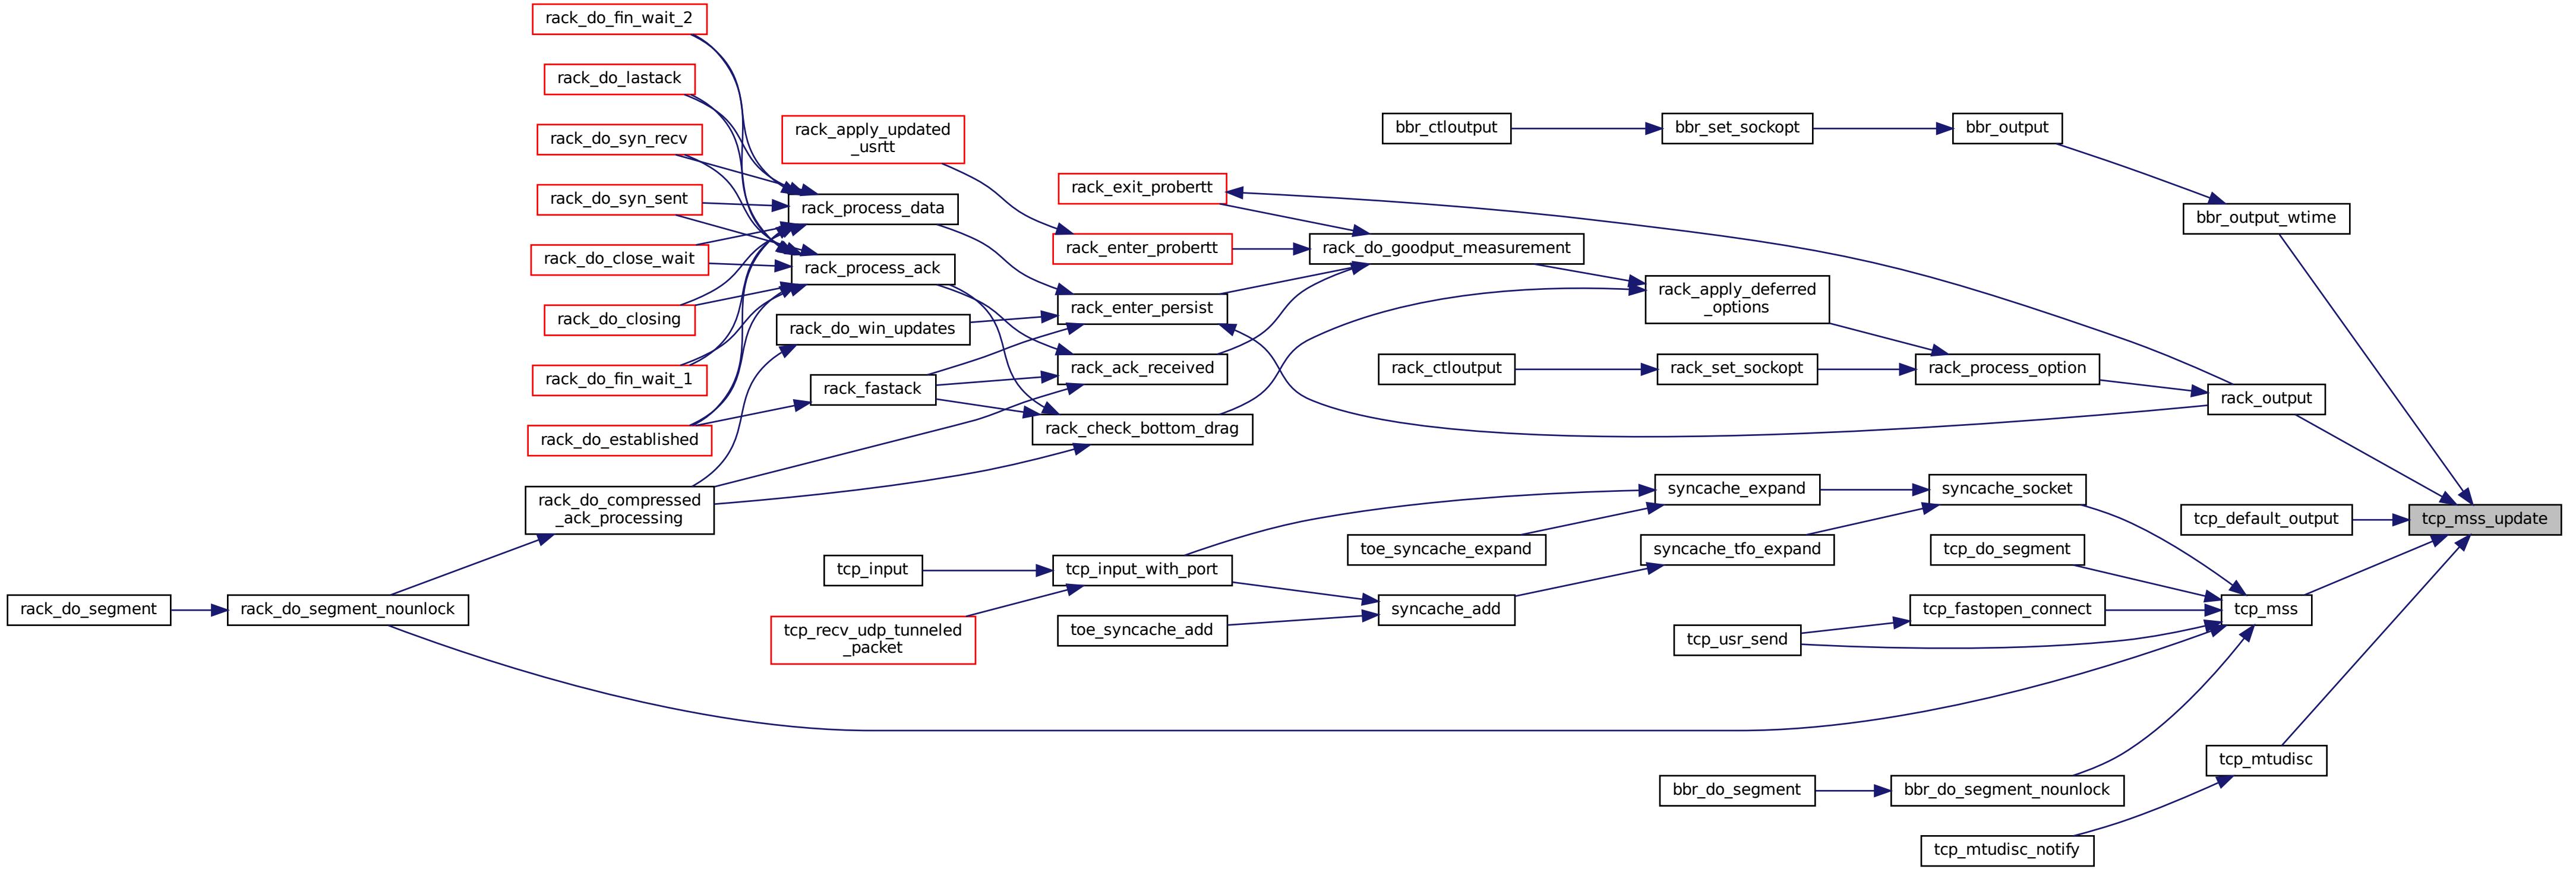 rack_do_fin_wait_2
rack_do_lastack
rack_do_syn_recv
rack_do_syn_sent
rack_do_close_wait
rack_do_closing
rack_do_fin_wait_1
rack_do_established
rack_do_compressed
_ack_processing
rack_do_segment
rack_do_segment_nounlock
rack_apply_updated
_usrtt
rack_process_data
rack_process_ack
rack_do_win_updates
rack_fastack
tcp_input
tcp_recv_udp_tunneled
_packet
rack_exit_probertt
rack_enter_probertt
rack_enter_persist
rack_ack_received
rack_check_bottom_drag
tcp_input_with_port
toe_syncache_add
bbr_ctloutput
rack_do_goodput_measurement
rack_ctloutput
toe_syncache_expand
syncache_add
bbr_set_sockopt
rack_apply_deferred
_options
rack_set_sockopt
syncache_expand
syncache_tfo_expand
tcp_usr_send
bbr_do_segment
bbr_output
rack_process_option
syncache_socket
tcp_do_segment
tcp_fastopen_connect
bbr_do_segment_nounlock
tcp_mtudisc_notify
bbr_output_wtime
rack_output
tcp_default_output
tcp_mss
tcp_mtudisc
tcp_mss_update